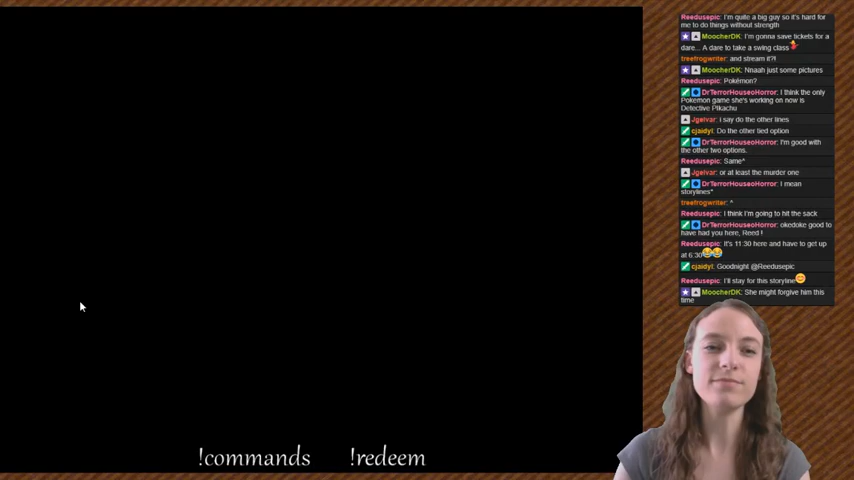 Reedusepic: I'm quite a big guy so it's hard for
me to do things without strength
MoocherDK: I'm gonna save tickets for a
dare... A dare to take a swing class
treefrogwriter: and stream it?!
MoocherDK: Nnaah just some pictures
Reedusepic: Pokémon?
DrTerrorHouseoHorror: I think the only
Pokemon game she's working on now is
Detective Pikachu
Jgelvar: i say do the other lines
cjaidyl: Do the other tied option
DrTerrorHouseoHorror: I'm good with
the other two options.
Reedusepic: Same^
Jgelvar: or at least the murder one
DrTerrorHouseoHorror: I mean
storylines*
treefrogwriter: ^
Reedusepic: I think I'm going to hit the sack
DrTerrorHouseoHorror: okedoke good to
have had you here, Reed !
Reedusepic: It's 11:30 here and have to get up
at 6:30
cjaidyl: Goodnight @Reedusepic
Reedusepic: I'll stay for this storyline
MoocherDK: She might forgive him this
time
!commands !redeem